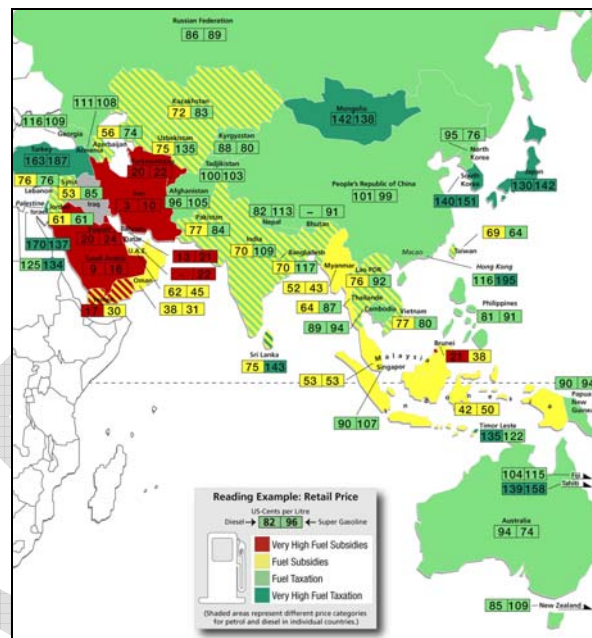 Russian Federation
86 89
Kazakhstan
72 83
Mongolia
142 138
111 108
116 109
Georgia
Armenia
56 74
Azerbaijan
Uzbekistan
75 135
Kyrgyzstan
88 80
95 76
North
Korea
Turkey
163 187
Turkmenistan
20 22
Tadjikistan
100 103
People's Republic of China
101 99
South
Korea
140 151
Japan
130 142
76 76
Lebanon
Syria
53 85
Iran
3 10
Afghanistan
96 105
Palestine
Israel
Iraq
61 61
Pakistan
77 84
82 113
Nepal
– 91
Bhutan
Kuwait
20 24
Qatar
U.A.E.
13 21
India
70 109
Bangladesh
70 117
Myanmar
52 43
Lao PDR
76 92
Macao
Taiwan
69 64
170 137
125 134
Saudi Arabia
9 16
22
Oman
62 45
38 31
17 30
Hong Kong
116 195
Thailande
64 87
Cambodia
89 94
Vietnam
77 80
Philippines
81 91
Sri Lanka
75 143
Malaysia
53 53
Singapor
90 107
Brunei
21 38
42 50
90 94
Papua
New
Guinea
Timor Leste
135 122
104 115
Fiji
139 158
Tahiti
Australia
94 74
85 109
New Zealand
Reading Example: Retail Price
US-Cents per Litre
Diesel 82 96 Super Gasoline
Very High Fuel Subsidies
Fuel Subsidies
Fuel Taxation
Very High Fuel Taxation
(Shaded areas represent different price categories
for petrol and diesel in individual countries.)